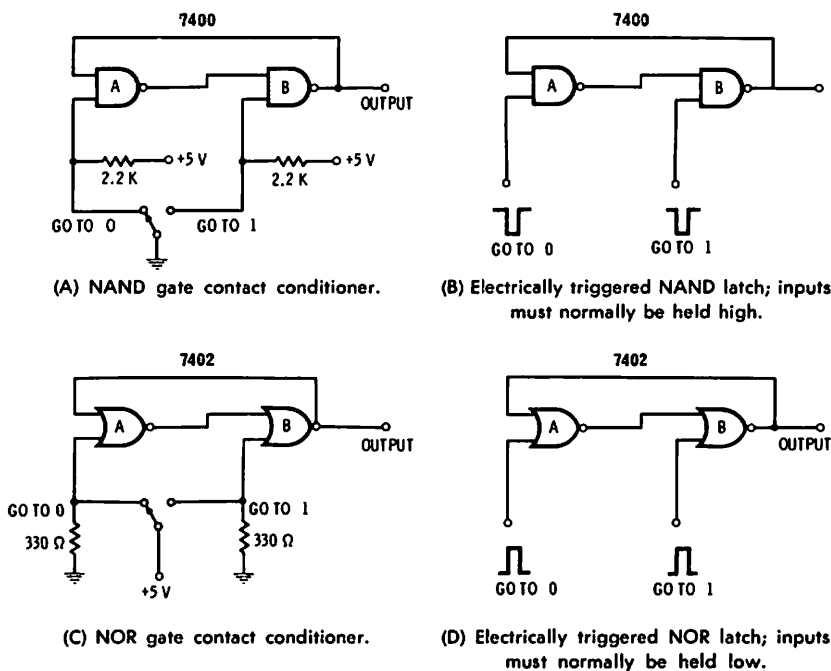 7400
A
B
OUTPUT
+5 V
+5 V
2.2 K
2.2 K
GO TO 0
GO TO 1
(A) NAND gate contact conditioner.
7400
A
B
GO TO 0
GO TO 1
(B) Electrically triggered NAND latch; inputs
must normally be held high.
7402
A
B
OUTPUT
GO TO 0
GO TO 1
330 Ω
330 Ω
+5 V
(C) NOR gate contact conditioner.
7402
A
B
OUTPUT
GO TO 0
GO TO 1
(D) Electrically triggered NOR latch; inputs
must normally be held low.